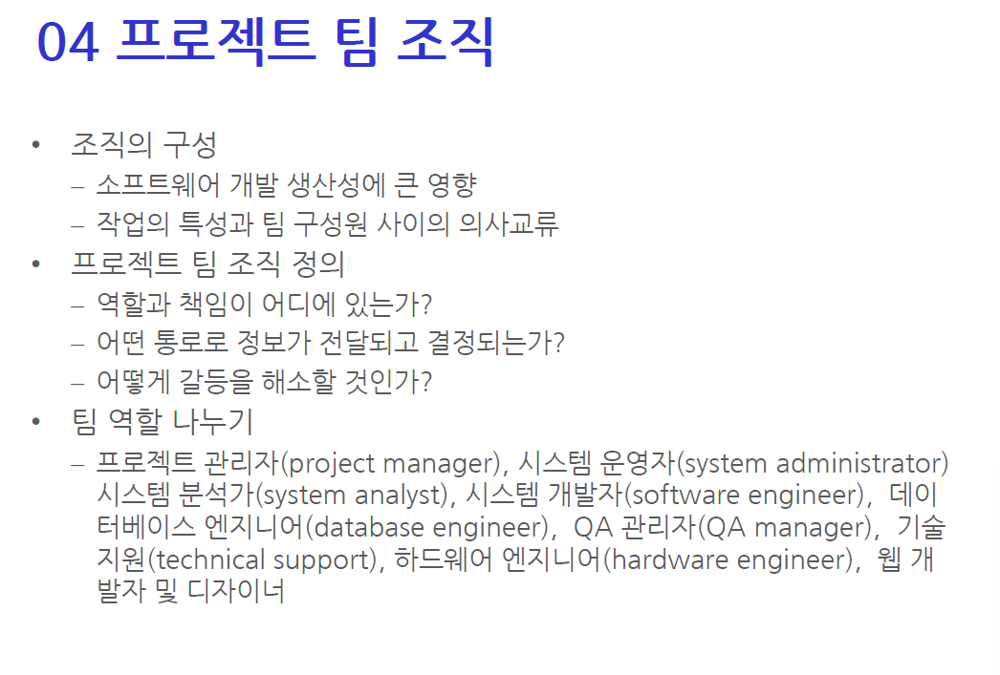 04 프로젝트 팀 조직
• 조직의 구성
– 소프트웨어 개발 생산성에 큰 영향
– 작업의 특성과 팀 구성원 사이의 의사교류
• 프로젝트 팀 조직 정의
– 역할과 책임이 어디에 있는가?
– 어떤 통로로 정보가 전달되고 결정되는가?
– 어떻게 갈등을 해소할 것인가?
• 팀 역할 나누기
– 프로젝트 관리자(project manager), 시스템 운영자(system administrator)
시스템 분석가(system analyst), 시스템 개발자(software engineer), 데이
터베이스 엔지니어(database engineer), QA 관리자(QA manager), 기술
지원(technical support), 하드웨어 엔지니어(hardware engineer), 웹 개
발자 및 디자이너